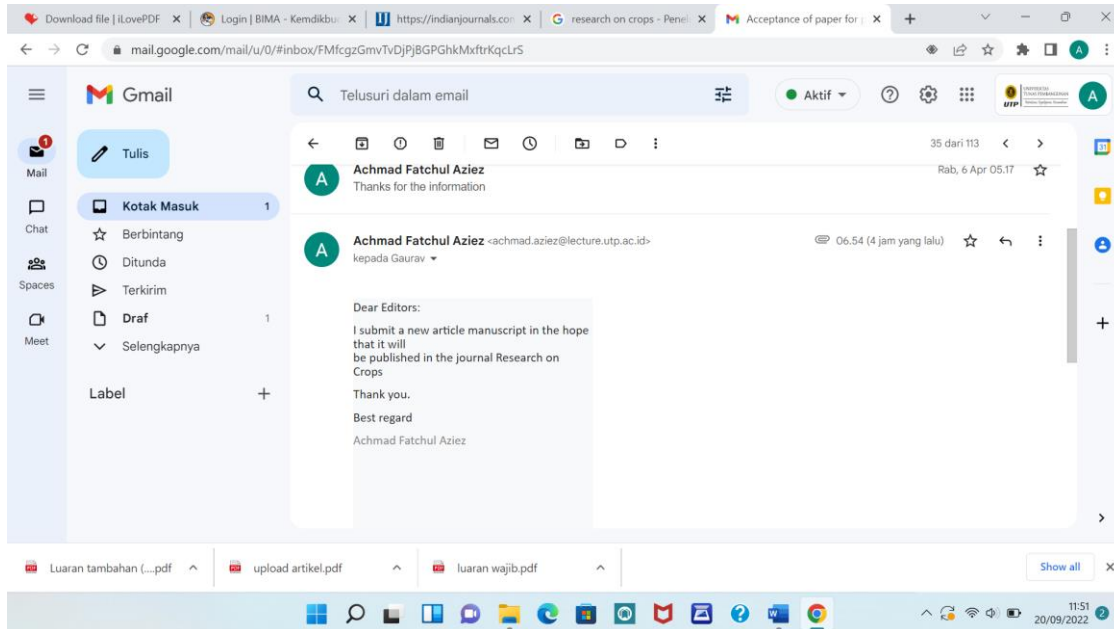 Download file | iLovePDF
Login | BIMA - Kemdikbu
https://indianjournals.con
research on crops - Penel
Acceptance of paper for
mail.google.com/mail/u/0/#inbox/FMfcgzGmvTvDjPjBGPGhkMxftrKqcLrS
A
Gmail
Telusuri dalam email
Aktif
UTP
A
1
Mail
Chat
Spaces
Meet
Tulis
Kotak Masuk 1
Berbintang
Ditunda
Terkirim
Draf 1
Selengkapnya
Label
35 dari 113
31
A
Achmad Fatchul Aziez Rab, 6 Apr 05.17
Thanks for the information
A
Achmad Fatchul Aziez <achmad.aziez@lecture.utp.ac.id> 06.54 (4 jam yang lalu)
kepada Gaurav
Dear Editors:
I submit a new article manuscript in the hope
that it will
be published in the journal Research on
Crops
Thank you.
Best regard
Achmad Fatchul Aziez
Luaran tambahan (....pdf
upload artikel.pdf
luaran wajib.pdf
Show all
11:51
20/09/2022
2